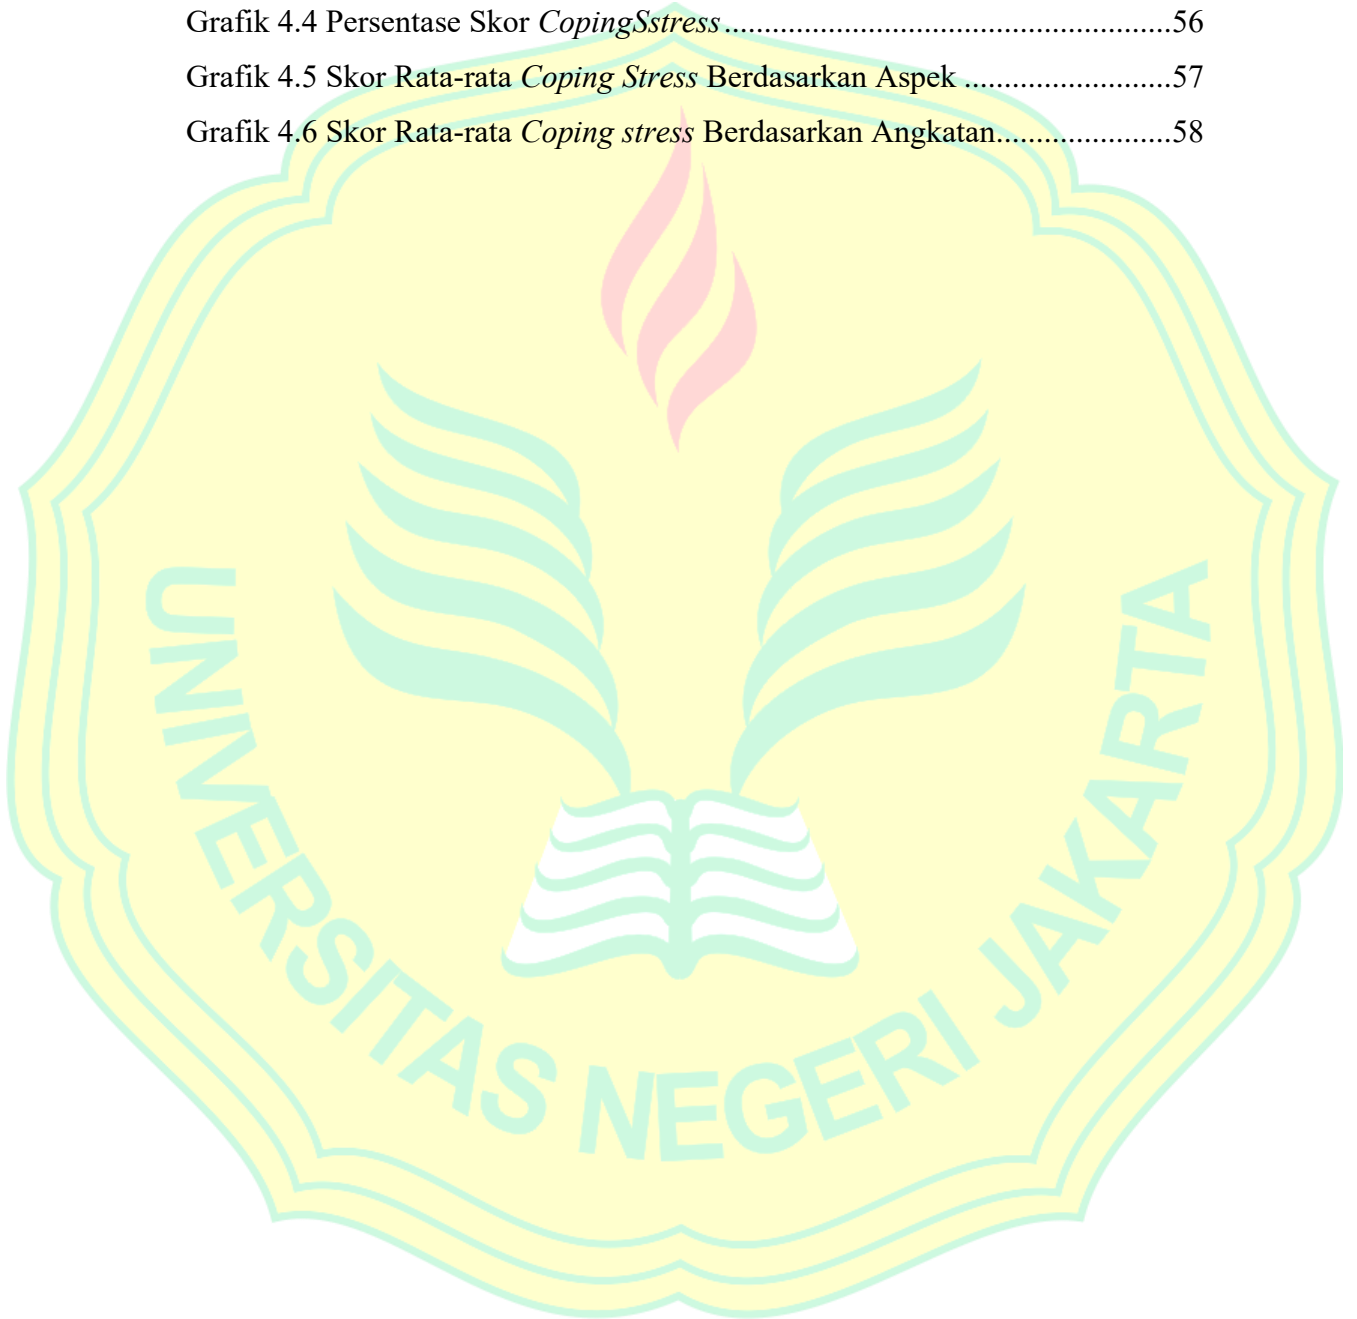 Grafik 4.4 Persentase Skor CopingSstress........................................................56
Grafik 4.5 Skor Rata-rata Coping Stress Berdasarkan Aspek ..........................57
Grafik 4.6 Skor Rata-rata Coping stress Berdasarkan Angkatan......................58
UNIVERSITAS NEGERI JAKARTA